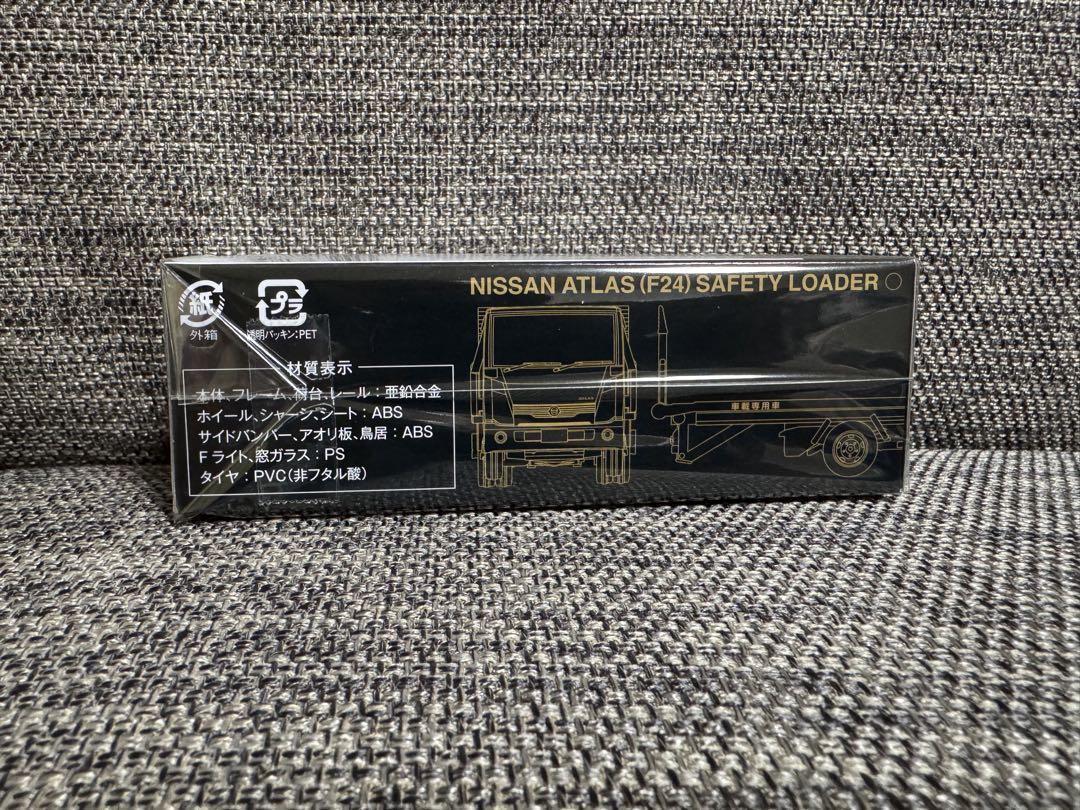 NISSAN ATLAS (F24) SAFETY LOADER
紙
プラ
外箱
透明パッキン:PET
材質表示
本体、フレーム、荷台、レール:亜鉛合金
ホイール、シャーシ、シート:ABS
サイドバンパー、アオリ板、鳥居:ABS
Fライト、窓ガラス:PS
タイヤ:PVC(非フタル酸)
ATLAS
車載専用車